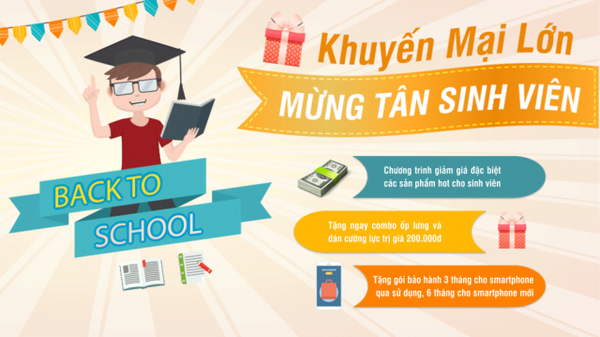 Khuyến Mại Lớn
MỪNG TÂN SINH VIÊN
BACK TO
SCHOOL
Chương trình giảm giá đặc biệt
các sản phẩm hot cho sinh viên
Tặng ngay combo ốp lưng và
dán cường lực trị giá 200.000đ
Tặng gói bảo hành 3 tháng cho smartphone
qua sử dụng, 6 tháng cho smartphone mới